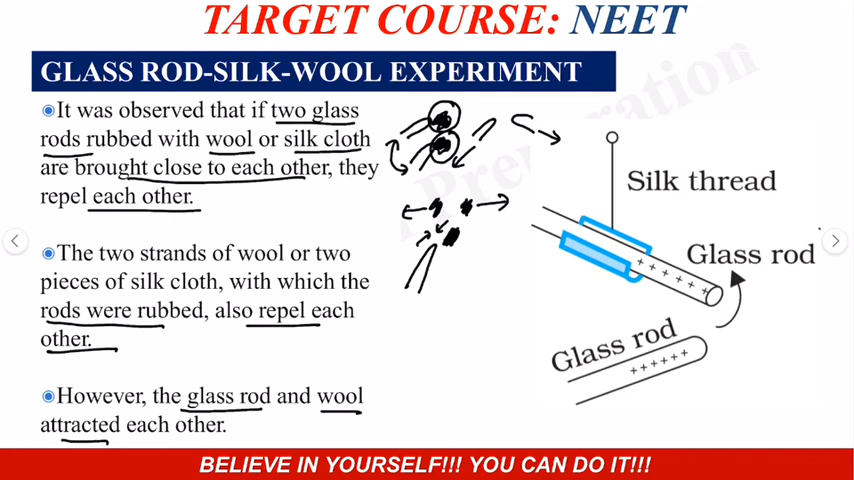 TARGET COURSE: NEET
GLASS ROD-SILK-WOOL EXPERIMENT
It was observed that if two glass
rods rubbed with wool or silk cloth
are brought close to each other, they
repel each other.
The two strands of wool or two
pieces of silk cloth, with which the
rods were rubbed, also repel each
other.
However, the glass rod and wool
attracted each other.
Silk thread
Glass rod
+ + + + + +
Glass rod
++++++
BELIEVE IN YOURSELF!!! YOU CAN DO IT!!!